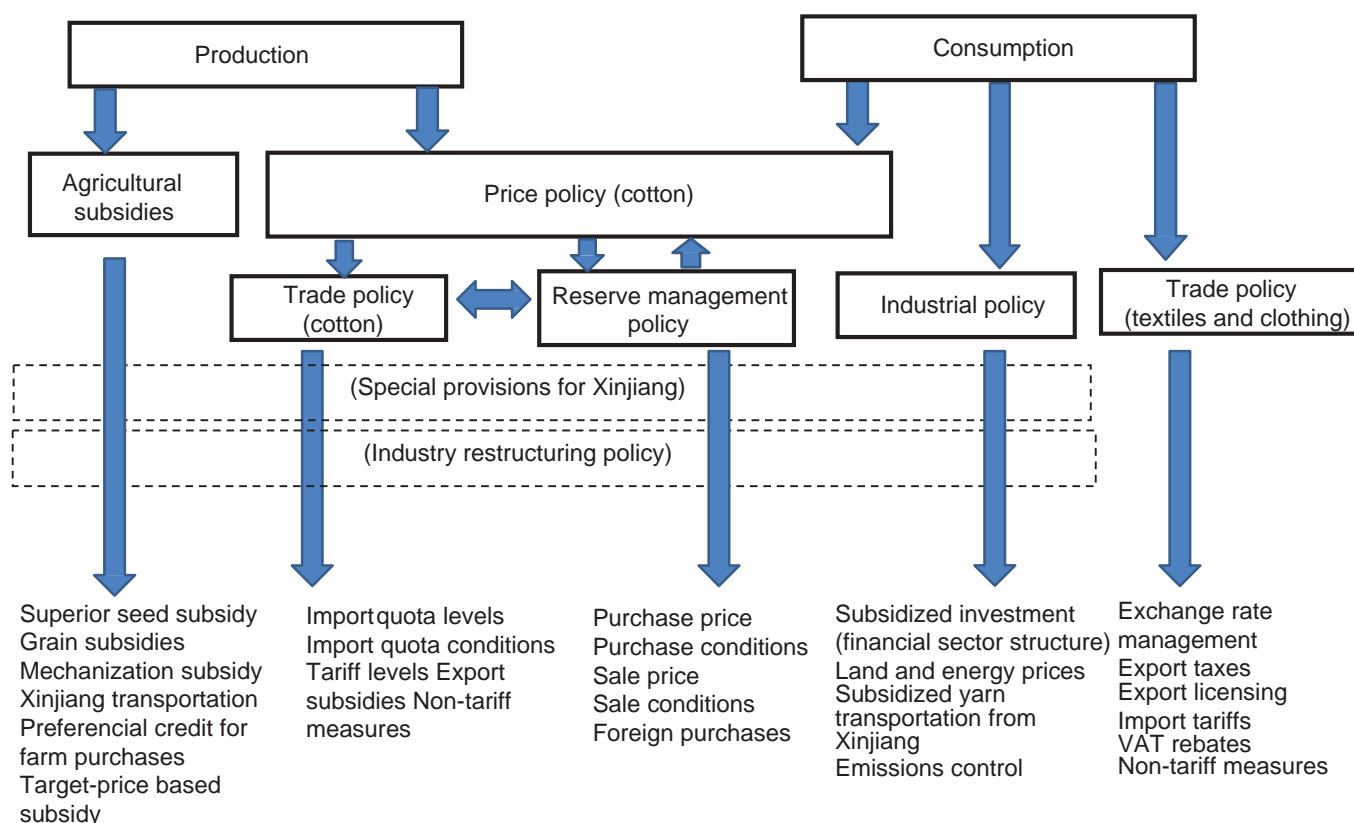 Production
Consumption
Agricultural
subsidies
Price policy (cotton)
Trade policy
(cotton)
Reserve management
policy
Industrial policy
Trade policy
(textiles and clothing)
(Special provisions for Xinjiang)
(Industry restructuring policy)
Superior seed subsidy
Grain subsidies
Mechanization subsidy
Xinjiang transportation
Preferencial credit for
farm purchases
Target-price based
subsidy
Import quota levels
Import quota conditions
Tariff levels Export
subsidies Non-tariff
measures
Purchase price
Purchase conditions
Sale price
Sale conditions
Foreign purchases
Subsidized investment
(financial sector structure)
Land and energy prices
Subsidized yarn
transportation from
Xinjiang
Emissions control
Exchange rate
management
Export taxes
Export licensing
Import tariffs
VAT rebates
Non-tariff measures